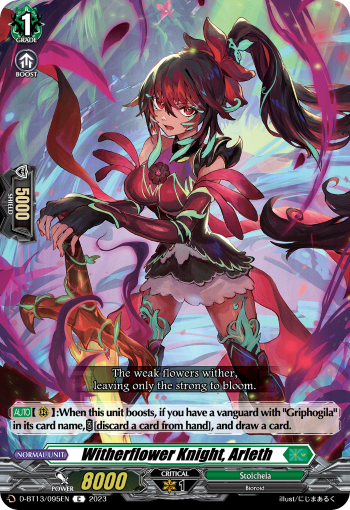 1
GRADE
BOOST
5000
SHIELD
The weak flowers wither,
leaving only the strong to bloom.
AUTO 1:When this unit boosts, if you have a vanguard with "Griphogila"
in its card name, [discard a card from hand], and draw a card.
NORMAL UNIT
Witherflower Knight, Arleth
POWER 8000
CRITICAL
1
Stoicheia
Bioroid
D-BT13/095EN C 2023
illust/にじまあるく